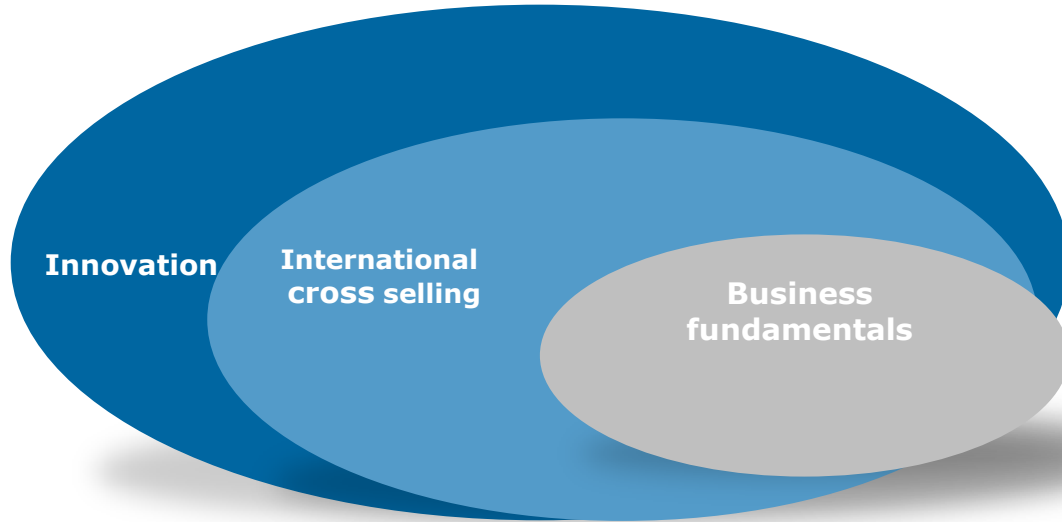 Innovation
International
cross selling
Business
fundamentals